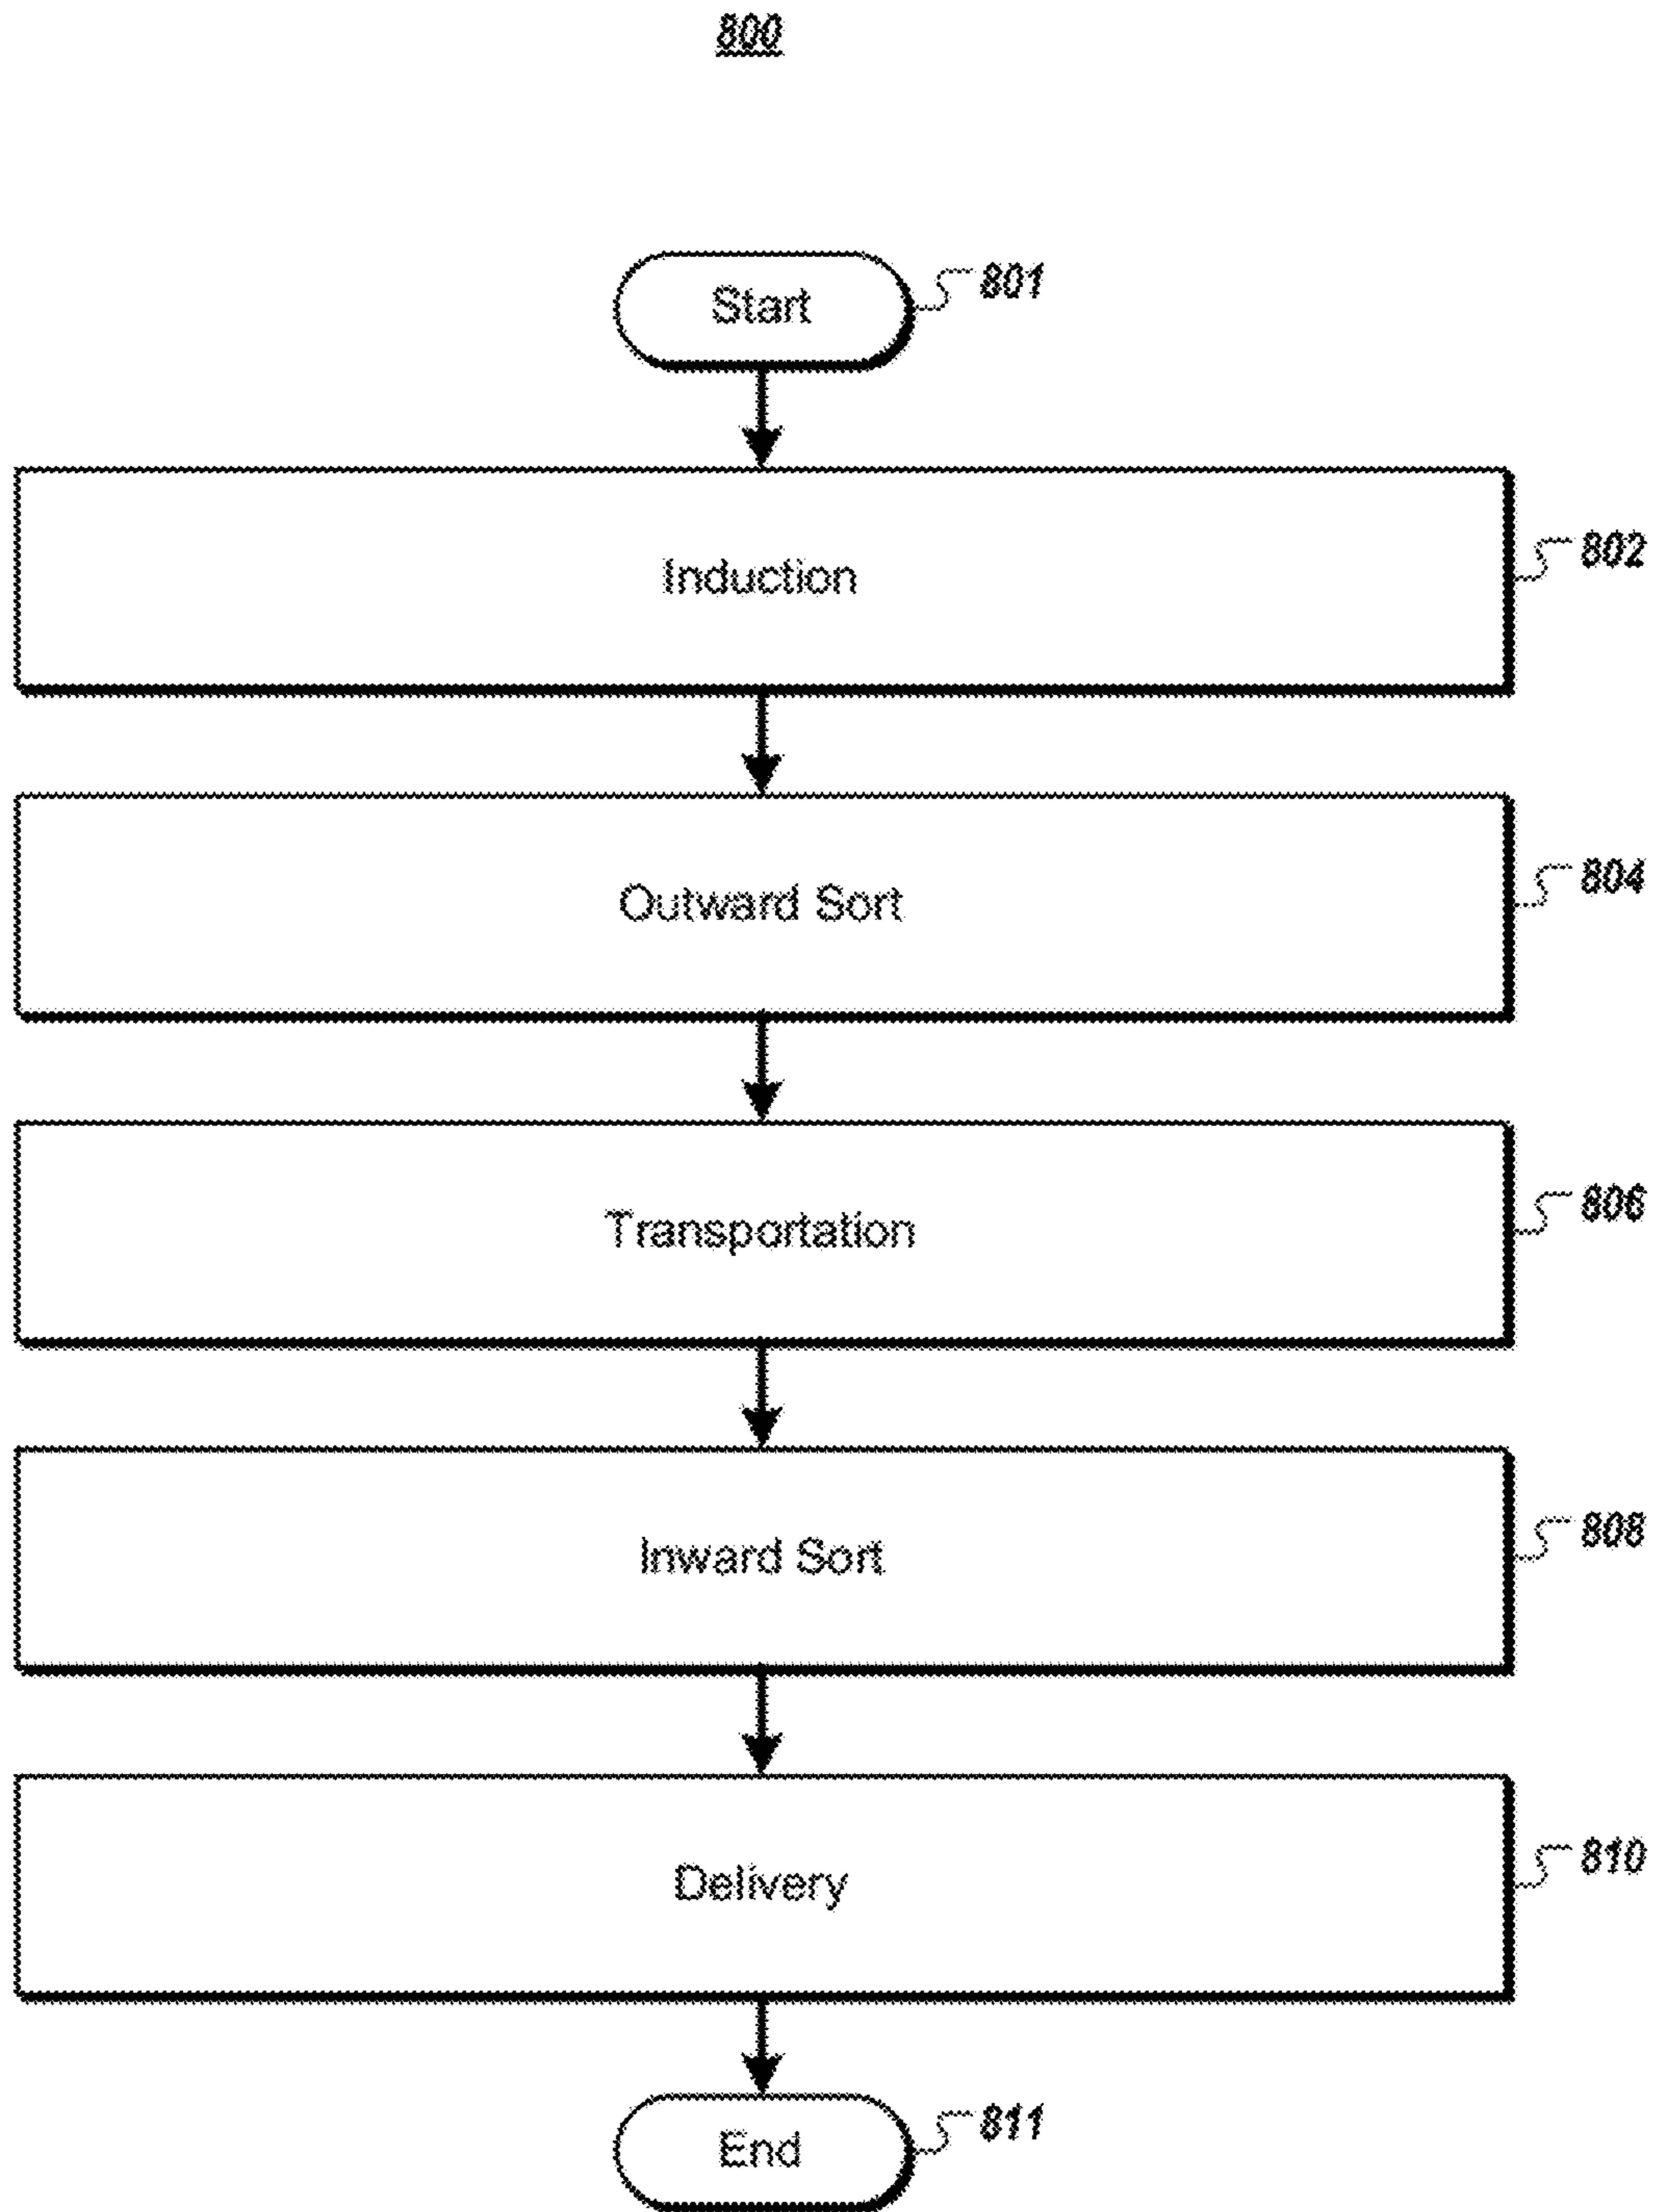 800
Start
801
Induction
802
Outward Sort
804
Transportation
806
Inward Sort
808
Delivery
810
End
811